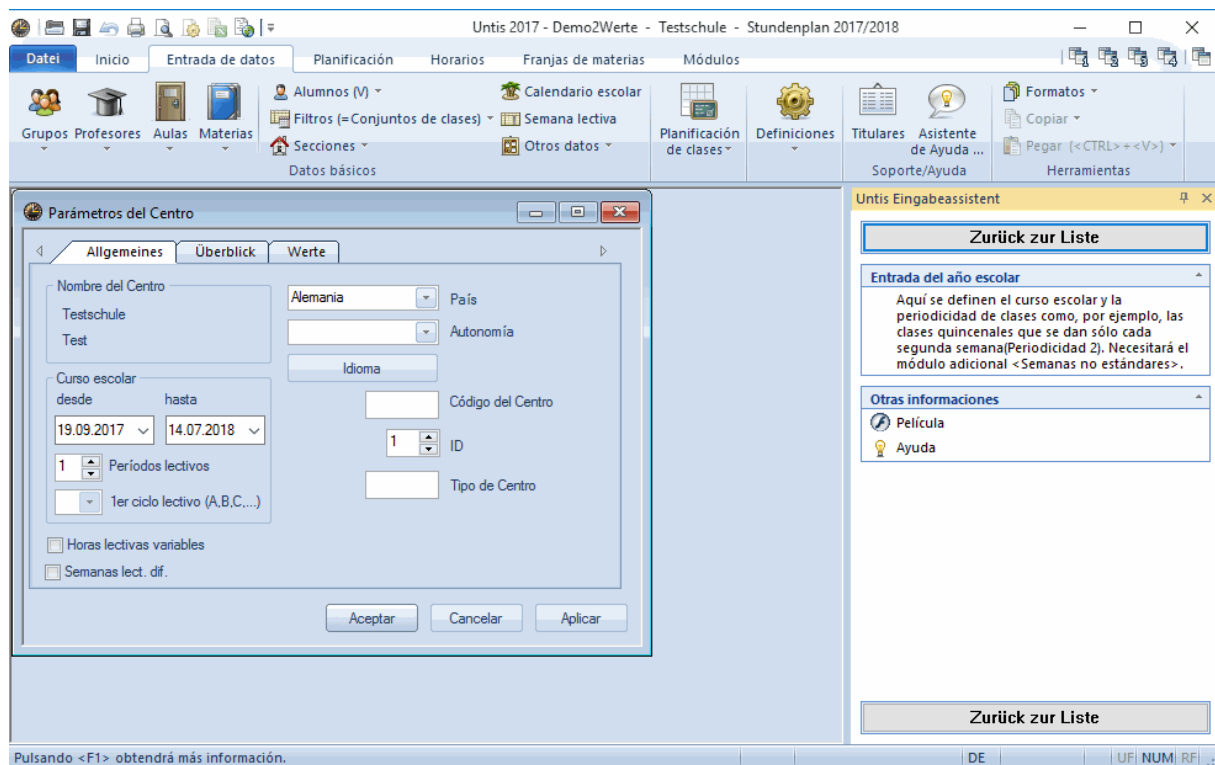 Untis 2017 - Demo2Werte - Testschule - Stundenplan 2017/2018
Datei Inicio Entrada de datos Planificación Horarios Franjas de materias Módulos
Grupos Profesores Aulas Materias
Alumnos (V)
Filtros (=Conjuntos de clases)
Secciones
Calendario escolar
Semana lectiva
Otros datos
Datos básicos
Planificación
de clases
Definiciones
Titulares
Asistente
de Ayuda ...
Soporte/Ayuda
Formatos
Copiar
Pegar (<CTRL>+<V>)
Herramientas
Parámetros del Centro
Allgemeines Überblick Werte
Nombre del Centro
Testschule
Test
Curso escolar
desde hasta
19.09.2017 14.07.2018
1 Períodos lectivos
1er ciclo lectivo (A,B,C,...)
Horas lectivas variables
Semanas lect. dif.
Alemania País
Autonomía
Idioma
Código del Centro
1 ID
Tipo de Centro
Aceptar Cancelar Aplicar
Untis Eingabeassistent
Zurück zur Liste
Entrada del año escolar
Aquí se definen el curso escolar y la
periodicidad de clases como, por ejemplo, las
clases quincenales que se dan sólo cada
segunda semana(Periodicidad 2). Necesitará el
módulo adicional <Semanas no estándares>.
Otras informaciones
Película
Ayuda
Zurück zur Liste
Pulsando <F1> obtendrá más información.
DE UF NUM RF